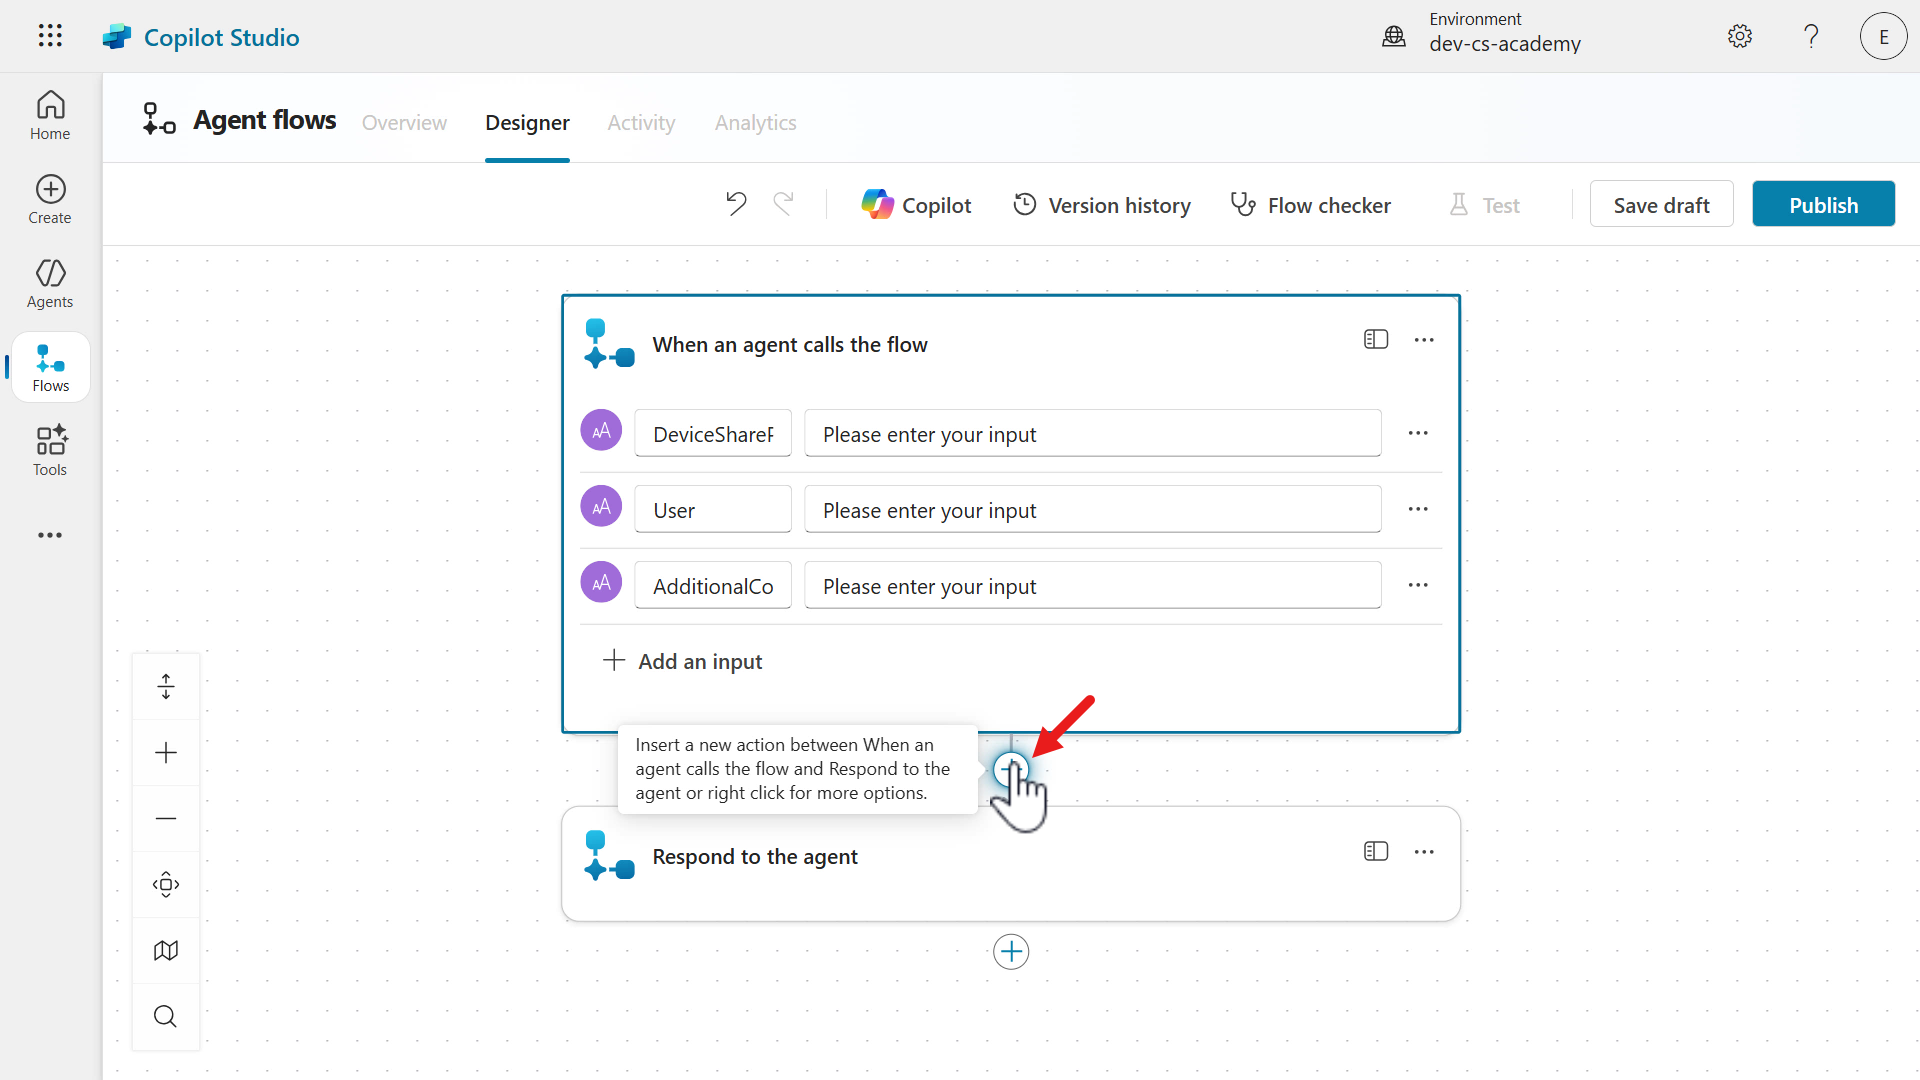 Copilot Studio
Environment
dev-cs-academy
E
Home
Create
Agents
Flows
Tools
Agent flows
Overview
Designer
Activity
Analytics
Copilot
Version history
Flow checker
Test
Save draft
Publish
When an agent calls the flow
DeviceShareP
Please enter your input
User
Please enter your input
AdditionalCo
Please enter your input
Add an input
Insert a new action between When an
agent calls the flow and Respond to the
agent or right click for more options.
Respond to the agent